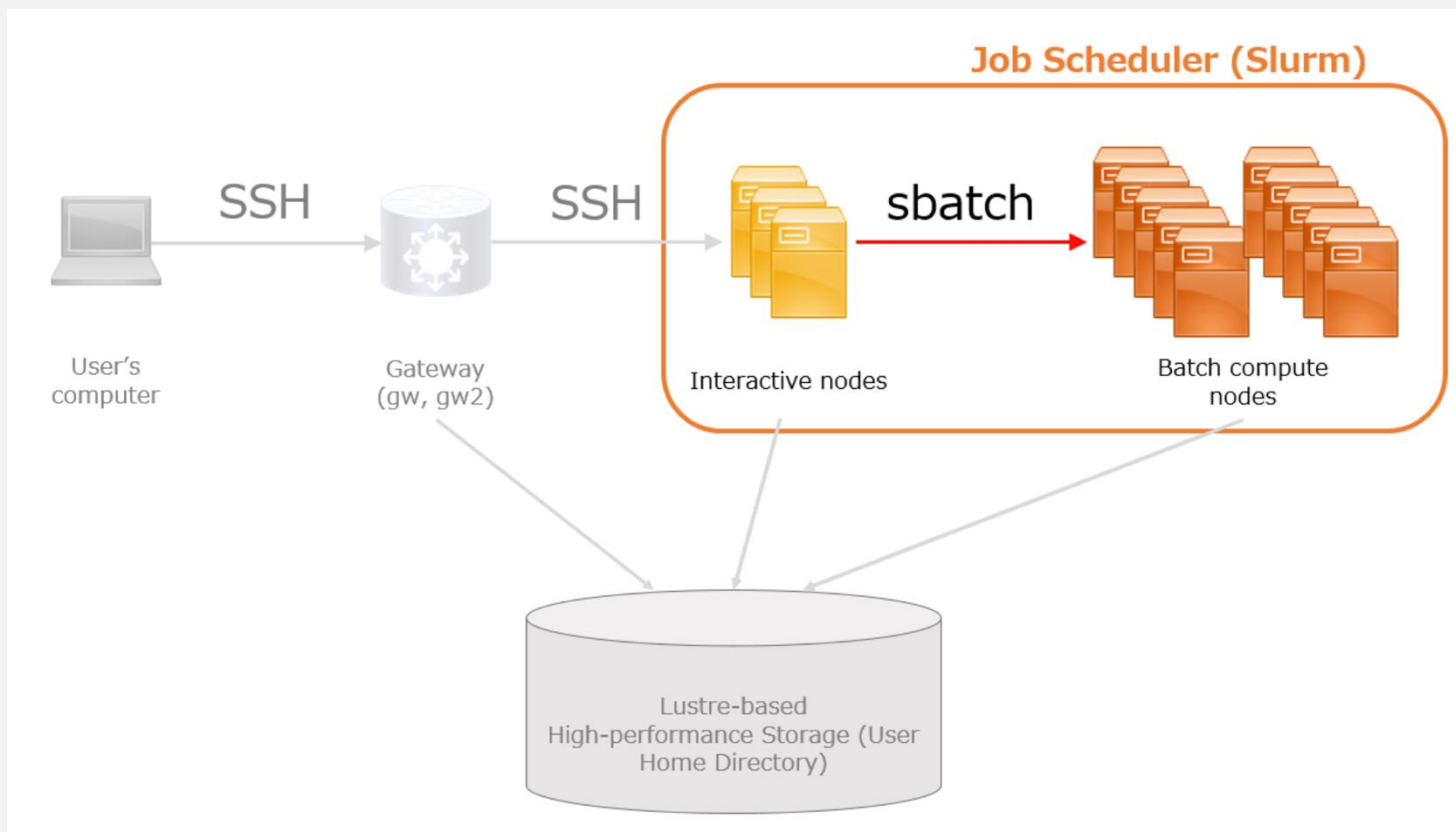 Job Scheduler (Slurm)
SSH
SSH
sbatch
User's
computer
Gateway
(gw, gw2)
Interactive nodes
Batch compute
nodes
Lustre-based
High-performance Storage (User
Home Directory)